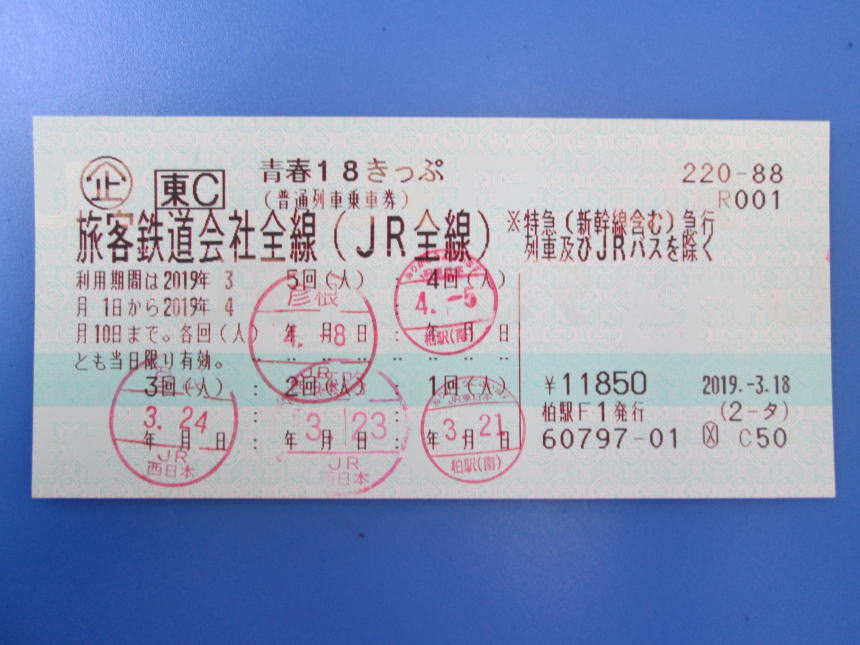 企 東C 青春18きっぷ 220-88
(普通列車乗車券) R001
旅客鉄道会社全線(JR全線) ※特急(新幹線含む)急行
列車及びJRバスを除く
利用期間は2019年 3
月 1日から2019年 4
月10日まで。各回(人)
とも当日限り有効。
5回(人) : 4回(人)
年 月 日 : 年 月 日
彦根
4. -8
JR
4. -5
柏駅(南)
3回(人) : 2回(人) : 1回(人)
年 月 日 : 年 月 日 : 年 月 日
3. 24
JR
西日本
3 23
JR
西日本
JR東日本
3. 21
柏駅(南)
¥11850 2019.-3.18
柏駅F1発行 (2-タ)
60797-01 C50